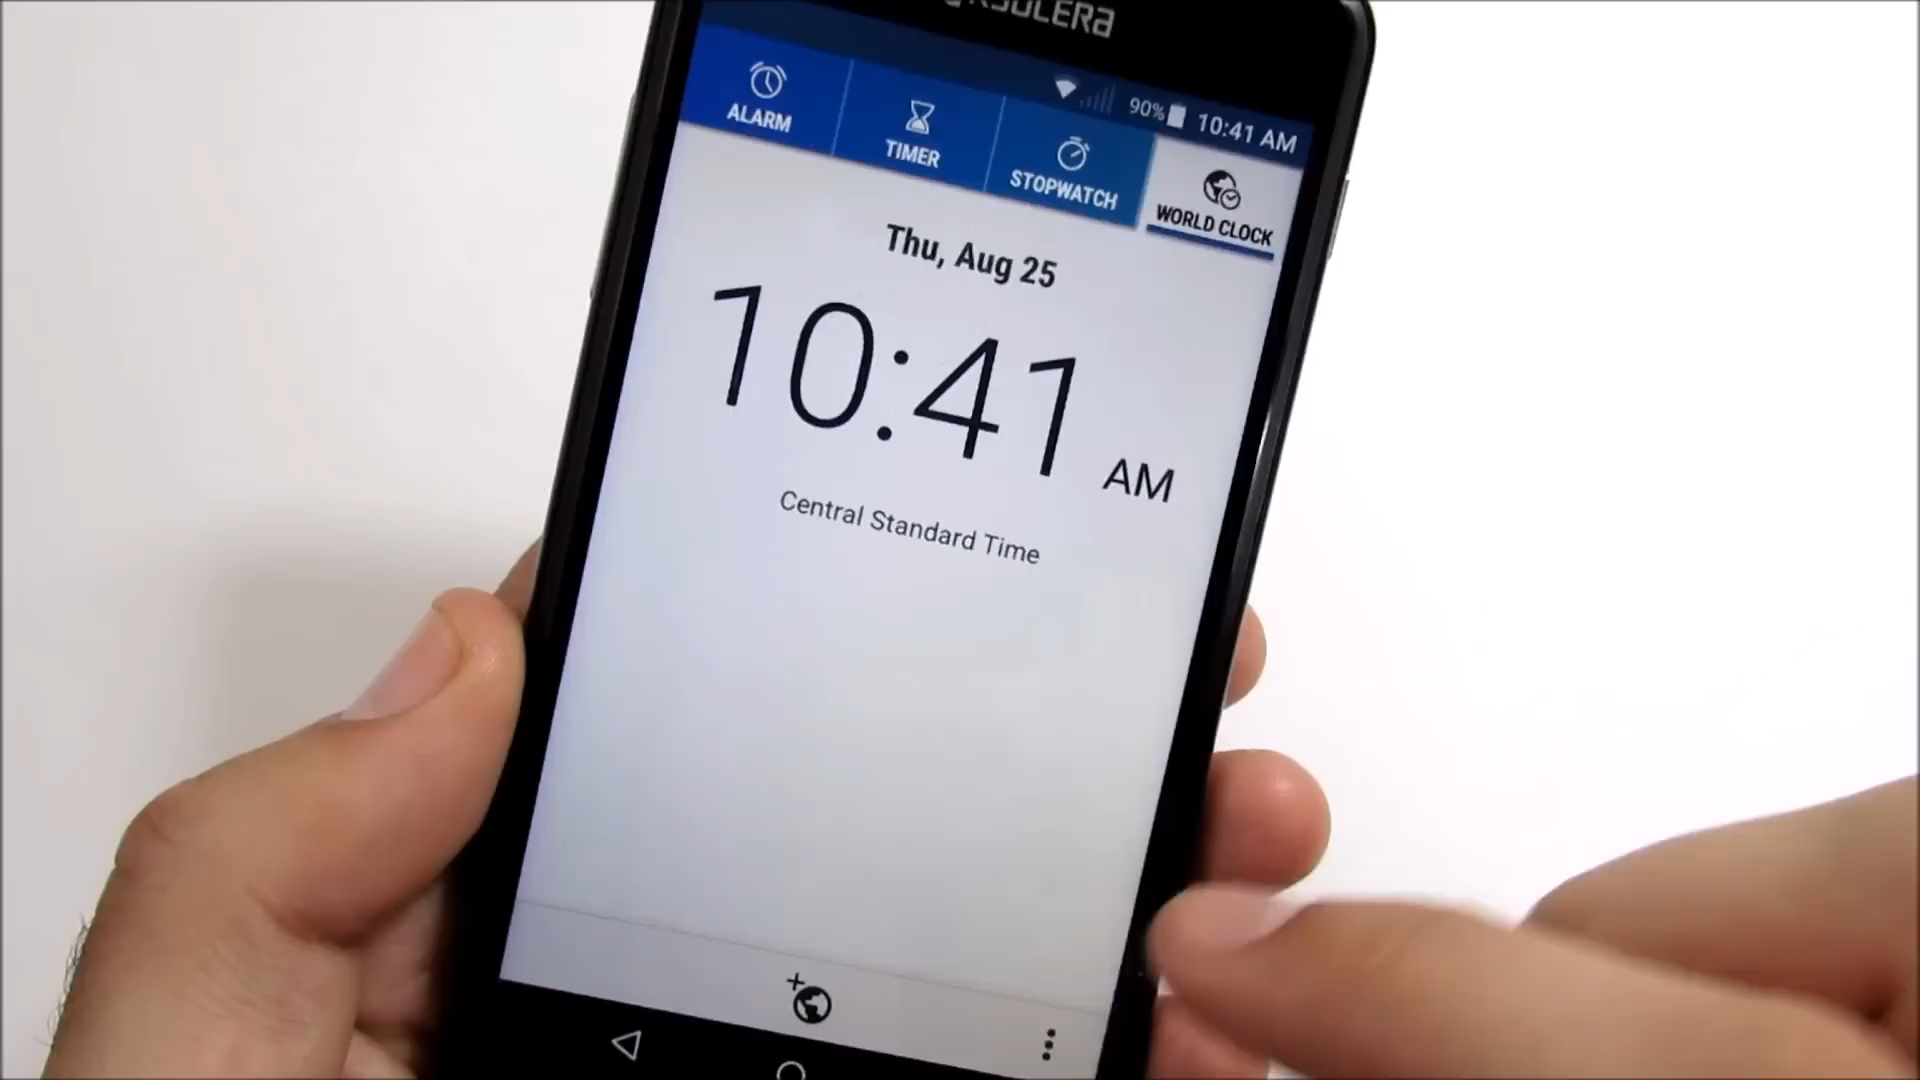 90% 10:41 AM
ALARM
TIMER
STOPWATCH
WORLD CLOCK
Thu, Aug 25
10:41 AM
Central Standard Time